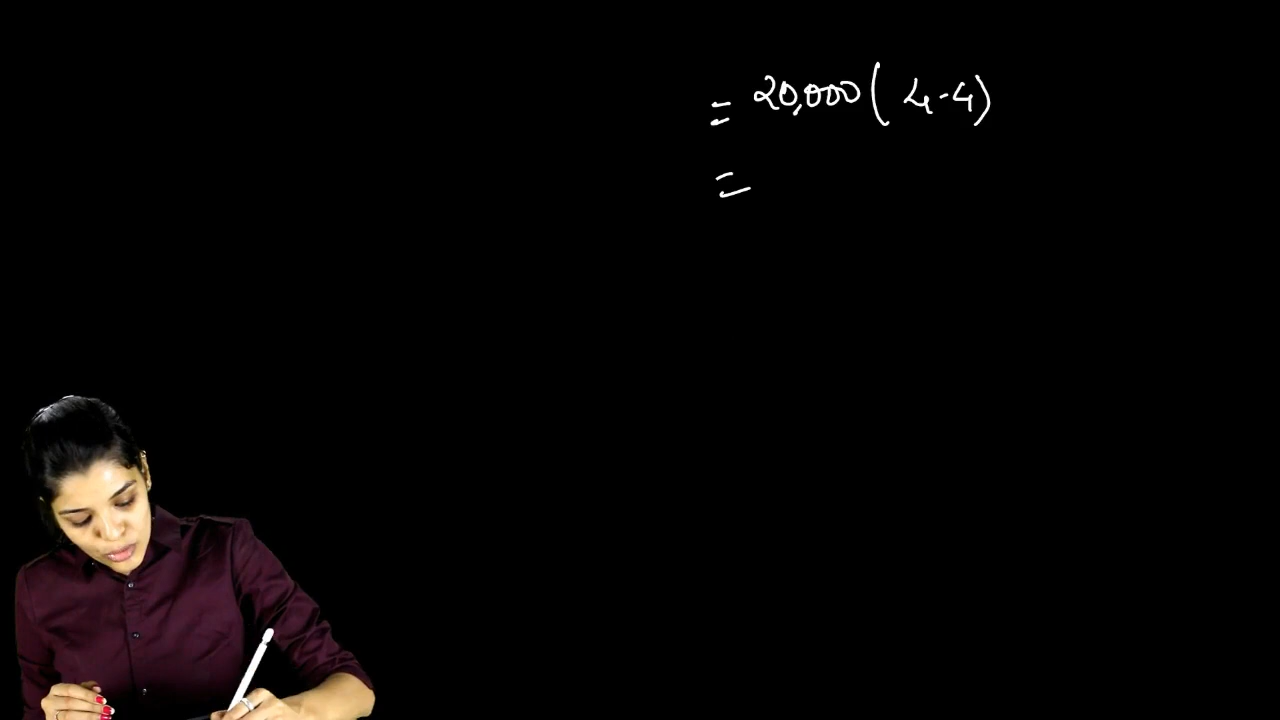 = 20,000 ( 4-4)
=